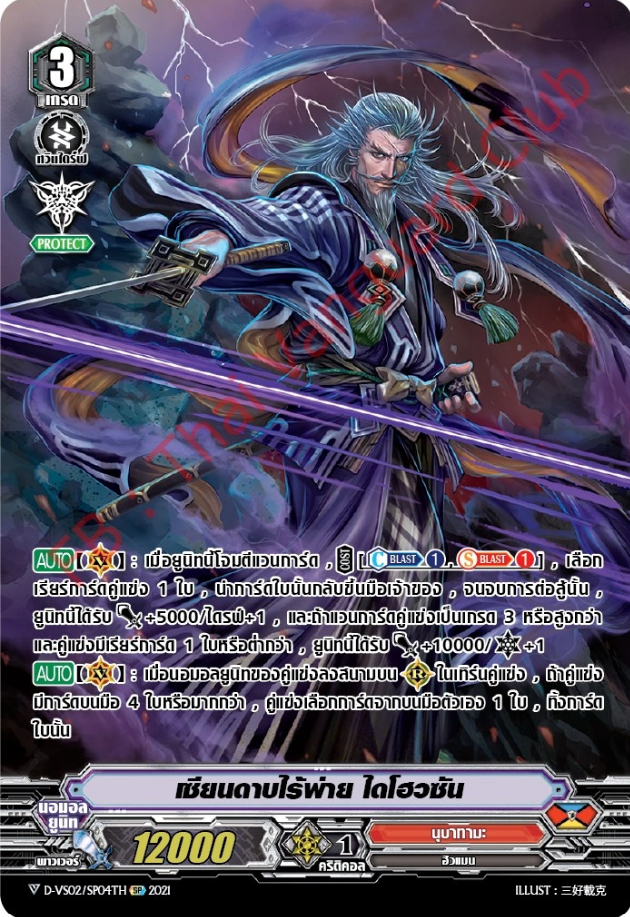 3
เกรด
ทวินไดร์ฟ
PROTECT
FB : Thai Vanguard Club
AUTO【 】 : เมื่อยูนิทนี้โจมตีแวนการ์ด , COST [ C BLAST 1 , S BLAST 1 ] , เลือก
เรียร์การ์ดคู่แข่ง 1 ใบ , นำการ์ดใบนั้นกลับขึ้นมือเจ้าของ , จนจบการต่อสู้นั้น ,
ยูนิทนี้ได้รับ +5000/ไดรฟ์+1 , และถ้าแวนการ์ดคู่แข่งเป็นเกรด 3 หรือสูงกว่า
และคู่แข่งมีเรียร์การ์ด 1 ใบหรือต่ำกว่า , ยูนิทนี้ได้รับ +10000/ +1
AUTO【 】 : เมื่อนอมอลยูนิทของคู่แข่งลงสนามบน R ในเทิร์นคู่แข่ง , ถ้าคู่แข่ง
มีการ์ดบนมือ 4 ใบหรือมากกว่า , คู่แข่งเลือกการ์ดจากบนมือตัวเอง 1 ใบ , ทิ้งการ์ด
ใบนั้น
เซียนดาบไร้พ่าย ไดโฮวซัน
นอมอล
ยูนิท
พาวเวอร์
12000
1
คริติคอล
นุบาทามะ
ฮิวแมน
D-VS02/SP04TH SP 2021
ILLUST : 三好載克